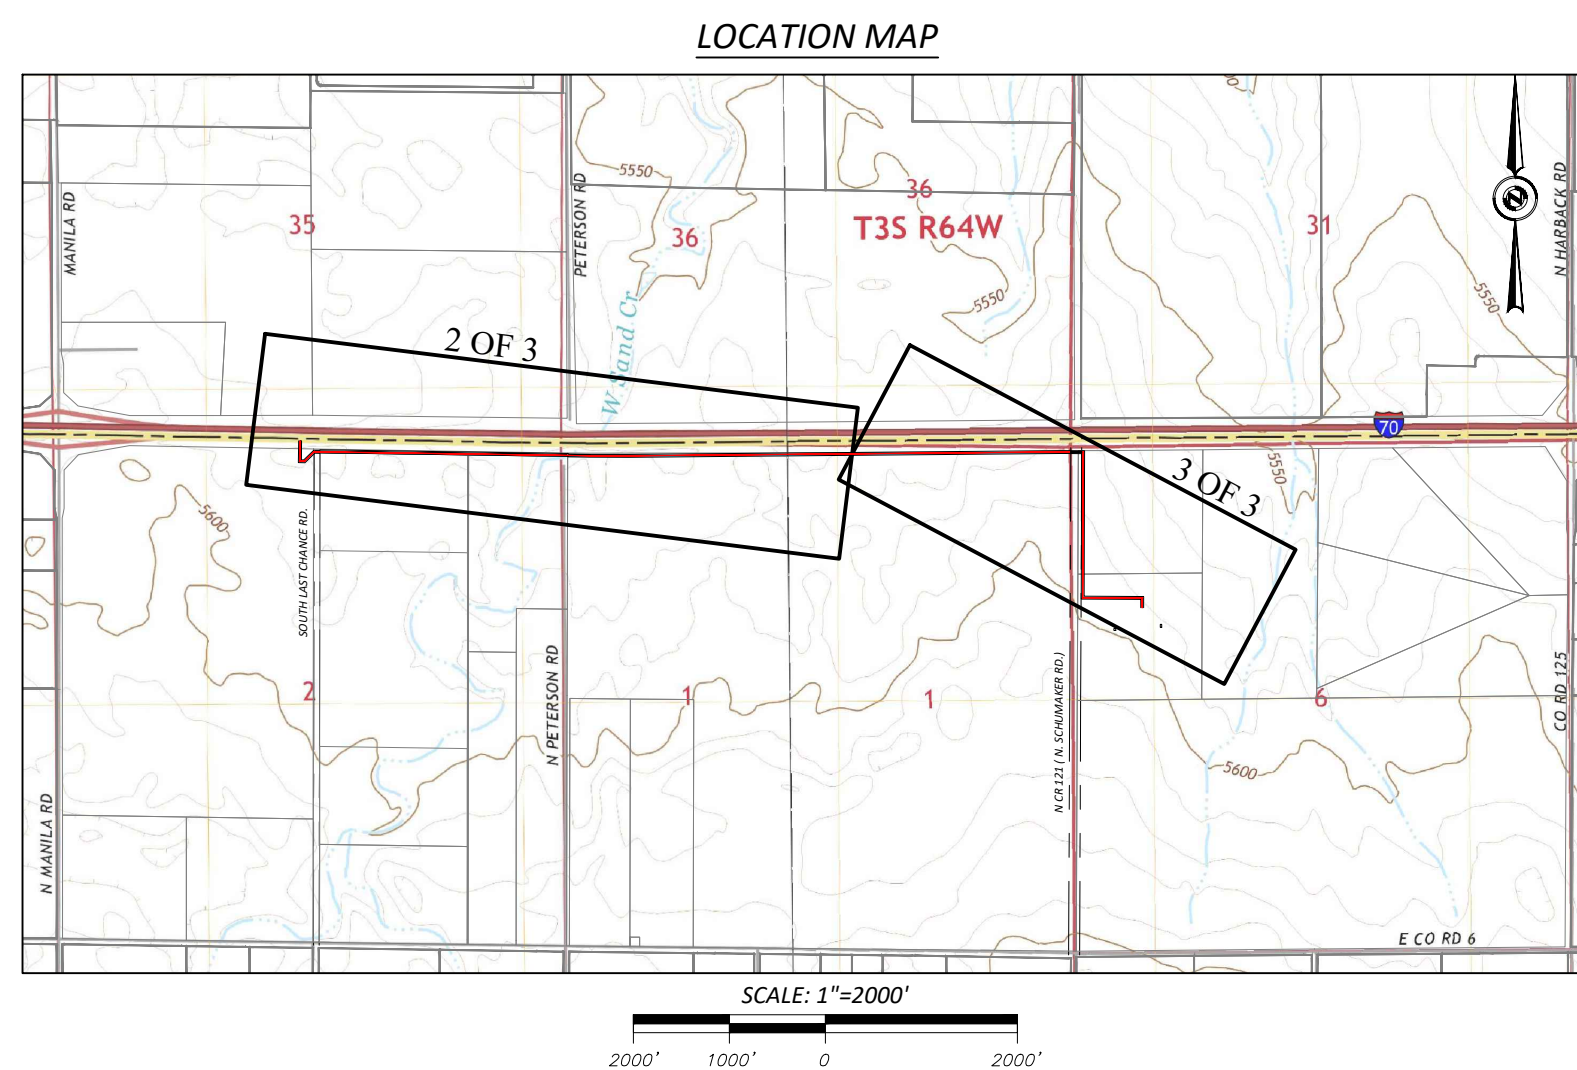 LOCATION MAP
MANILA RD
PETERSON RD
N HARBACK RD
5550
36
35
36
T3S R64W
31
5550
5550
W Sand Cr
2 OF 3
70
3 OF 3
5550
5600
SOUTH LAST CHANCE RD.
N PETERSON RD
N CR 121 ( N. SCHUMAKER RD.)
CO RD 125
2
1
1
6
5600
N MANILA RD
E CO RD 6
SCALE: 1"=2000'
2000' 1000' 0 2000'
N